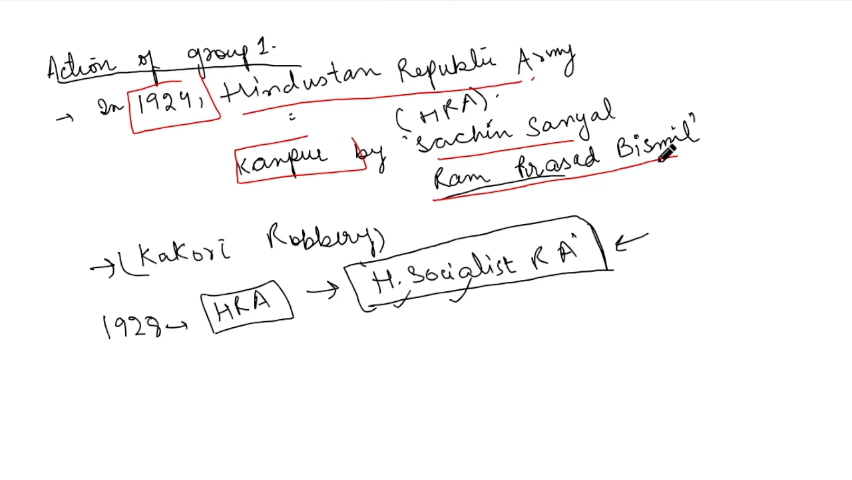 Action of group 1.
→ In 1924, Hindustan Republic Army
(HRA).
Kanpur by "Sachin Sanyal
Ram Prasad Bismil"
→ (Kakori Robbery)
1928 → HRA → "H. Socialist R A" ←